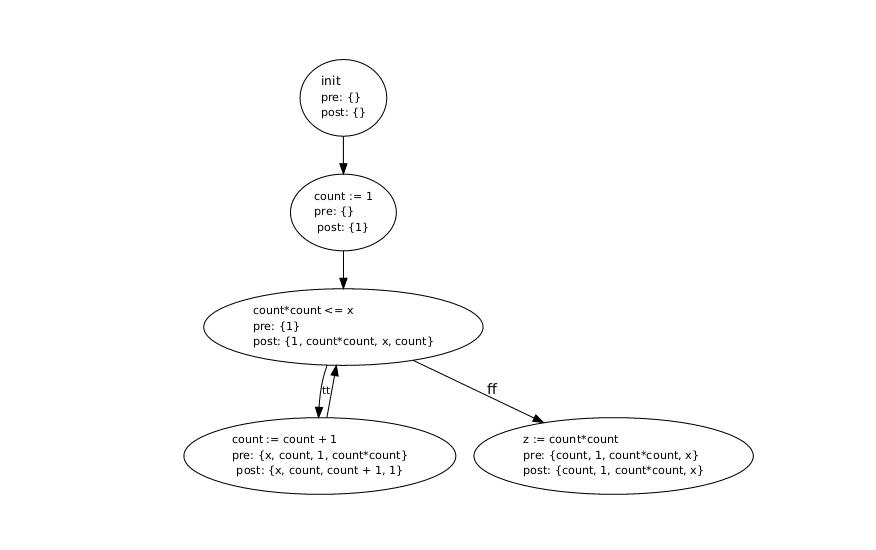 init
pre: {}
post: {}
count := 1
pre: {}
post: {1}
count*count <= x
pre: {1}
post: {1, count*count, x, count}
tt
ff
count := count + 1
pre: {x, count, 1, count*count}
post: {x, count, count + 1, 1}
z := count*count
pre: {count, 1, count*count, x}
post: {count, 1, count*count, x}